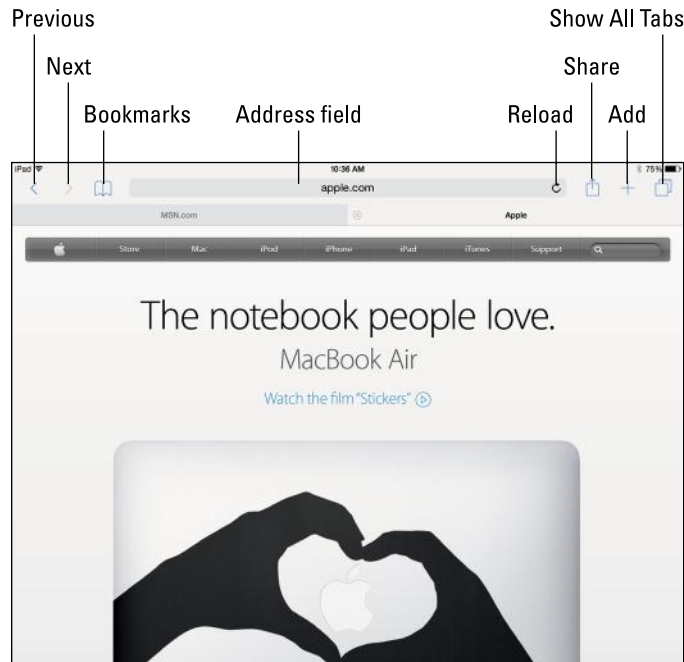 Previous Show All Tabs
Next Share
Bookmarks Address field Reload Add
iPad 10:36 AM 75%
apple.com
MSN.com Apple
Store Mac iPod iPhone iPad iTunes Support
The notebook people love.
MacBook Air
Watch the film "Stickers"